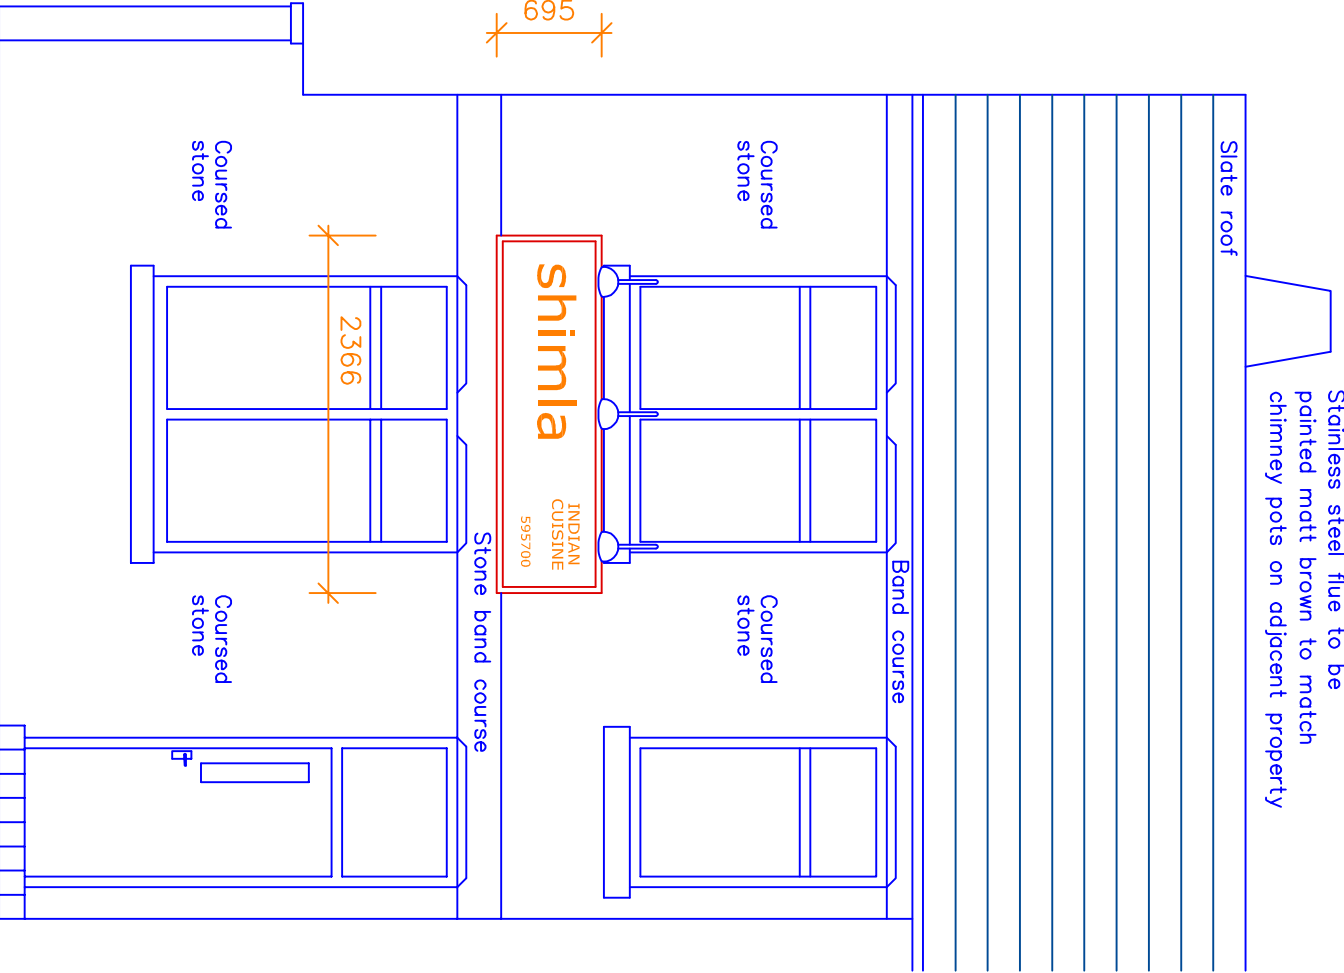 Stainless steel flue to be
painted matt brown to match
chimney pots on adjacent property
Slate roof
Band course
Coursed
stone
Coursed
stone
695
shimla
INDIAN
CUISINE
595700
Stone band course
2366
Coursed
stone
Coursed
stone